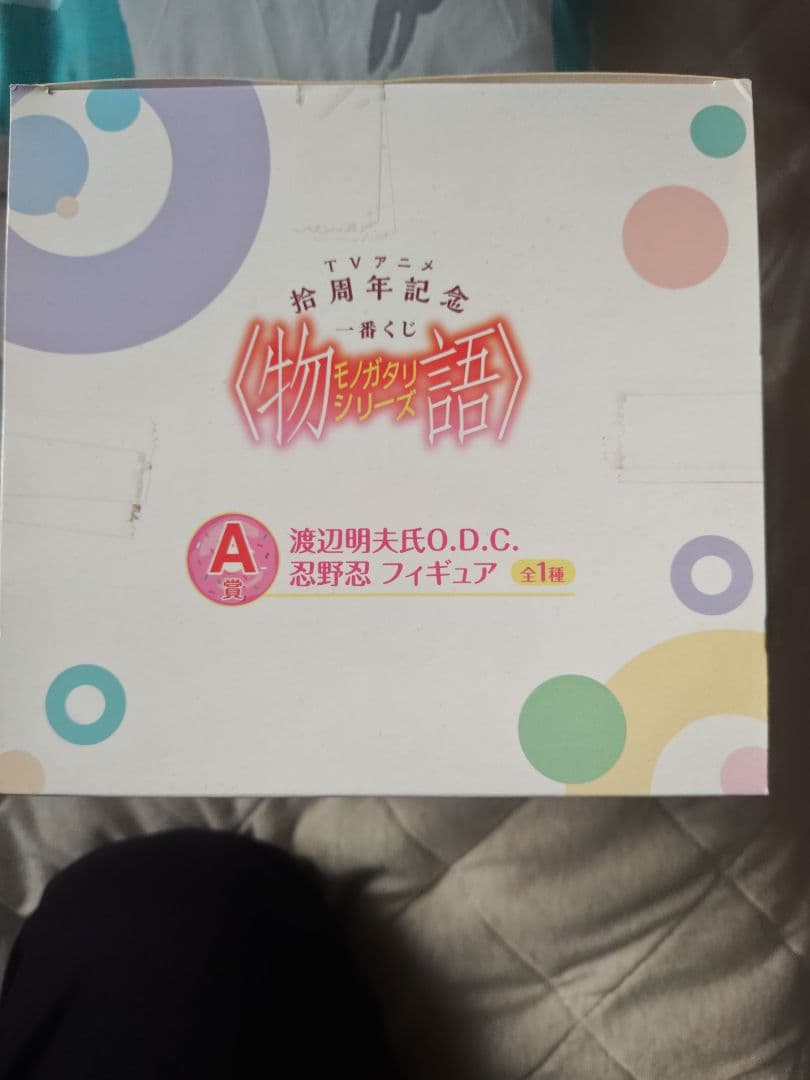 TVアニメ
拾周年記念
一番くじ
〈物語〉
モノガタリ
シリーズ
A賞
渡辺明夫氏O.D.C.
忍野忍 フィギュア 全1種